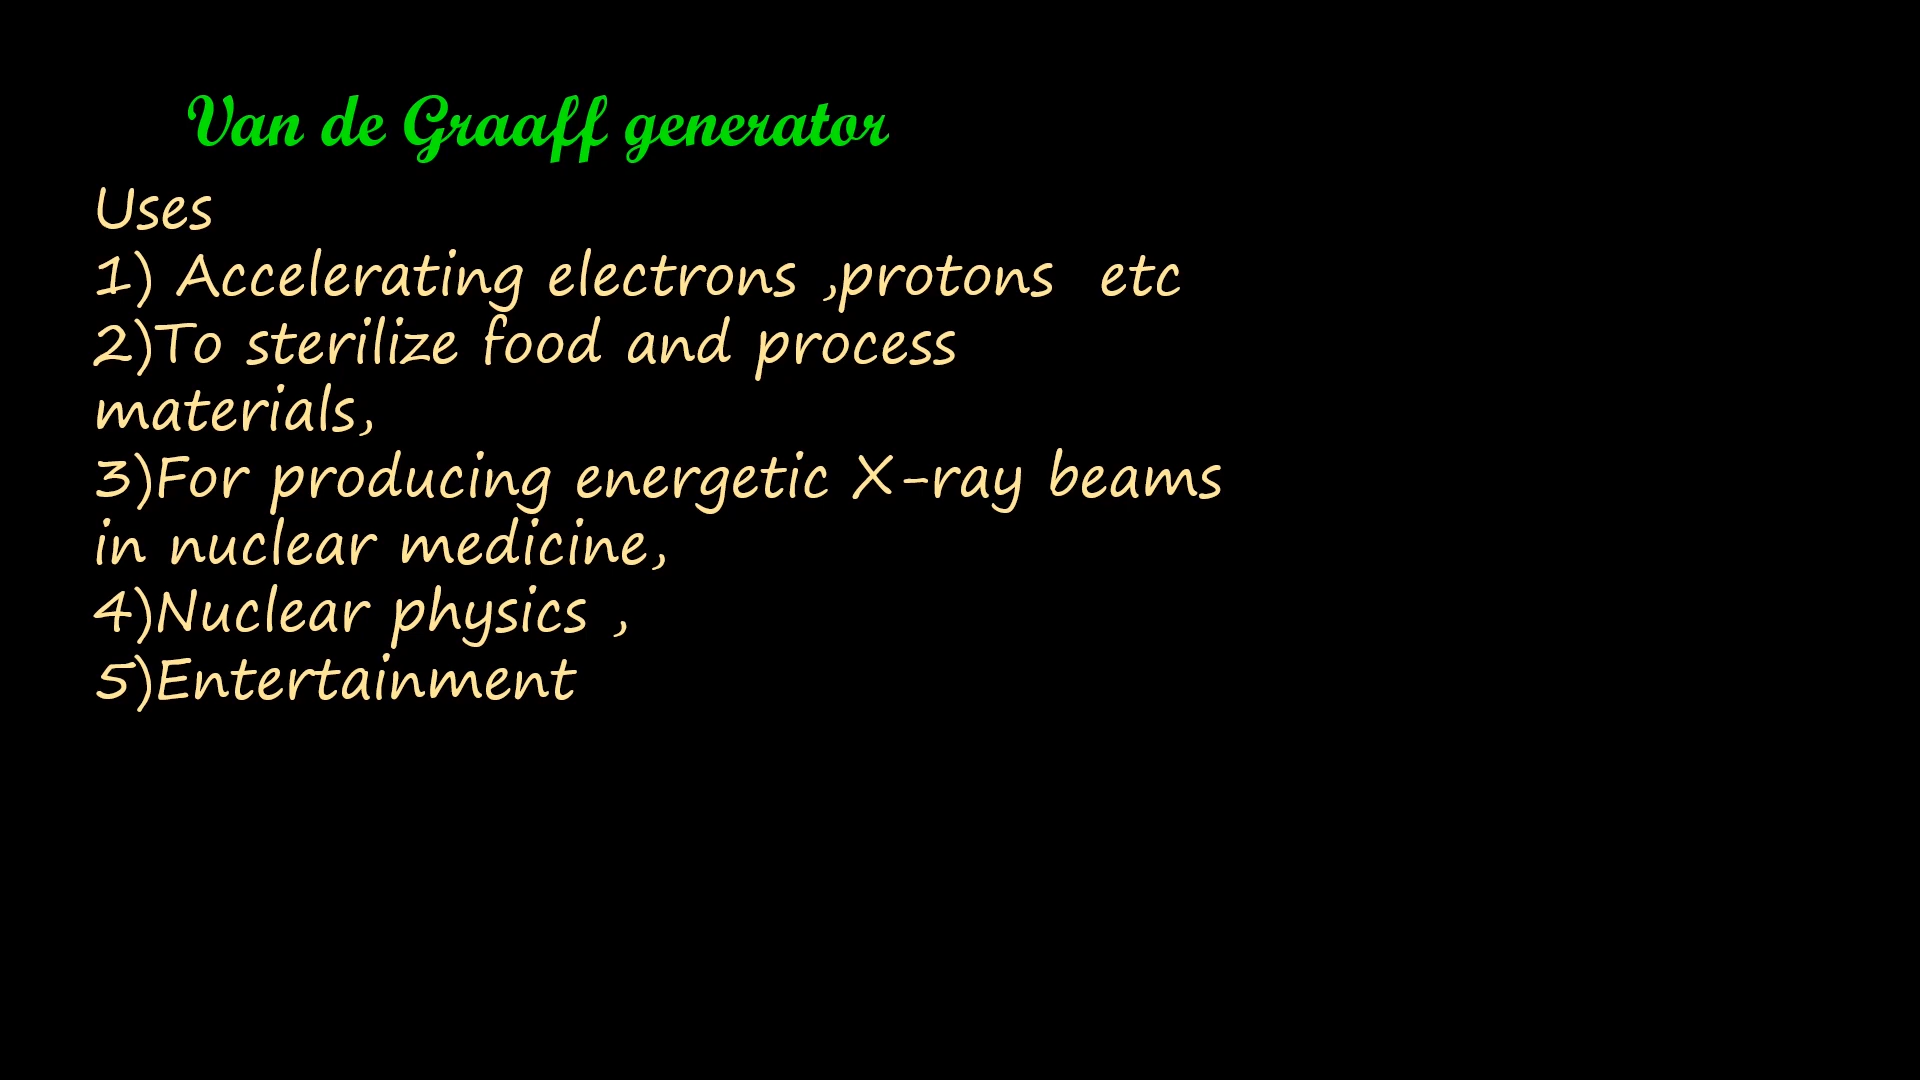 Van de Graaff generator
Uses
1) Accelerating electrons ,protons  etc
2)To sterilize food and process
materials,
3)For producing energetic X-ray beams
in nuclear medicine,
4)Nuclear physics ,
5)Entertainment